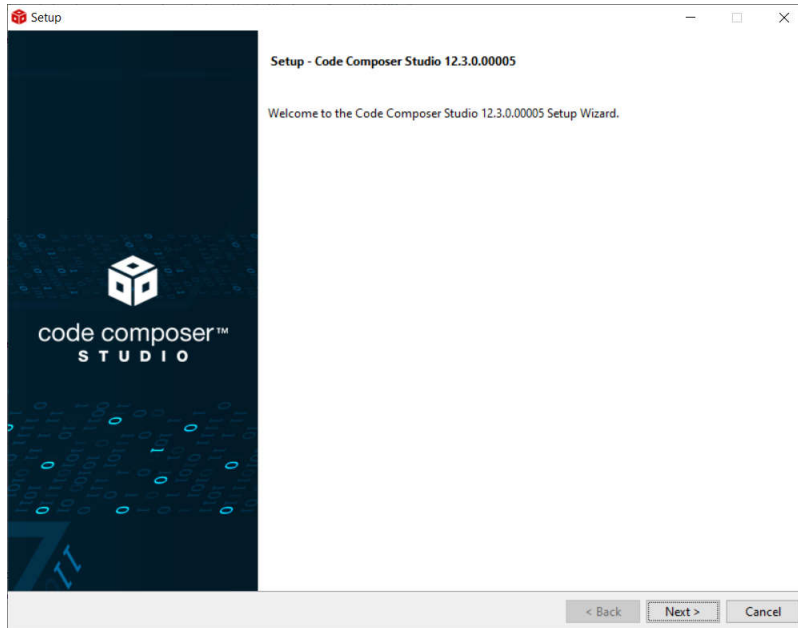 Setup
Setup - Code Composer Studio 12.3.0.00005
Welcome to the Code Composer Studio 12.3.0.00005 Setup Wizard.
code composer™
STUDIO
< Back Next > Cancel